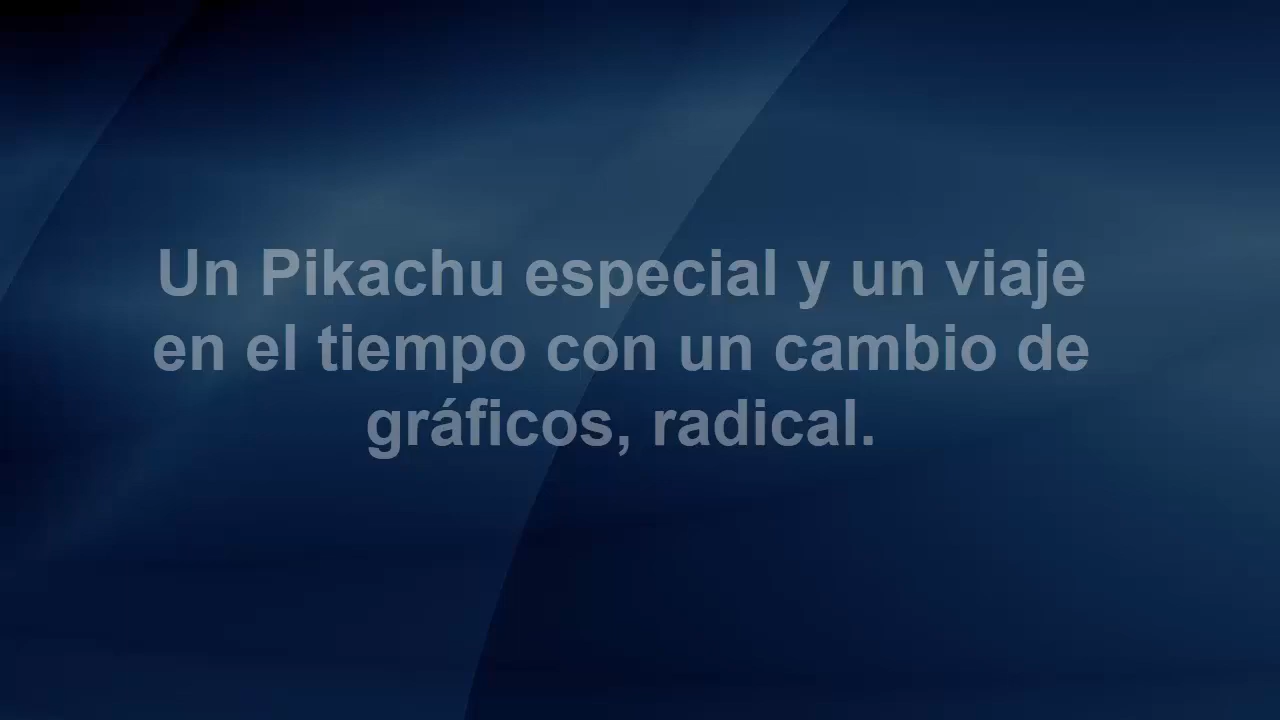 Un Pikachu especial y un viaje
en el tiempo con un cambio de
gráficos, radical.